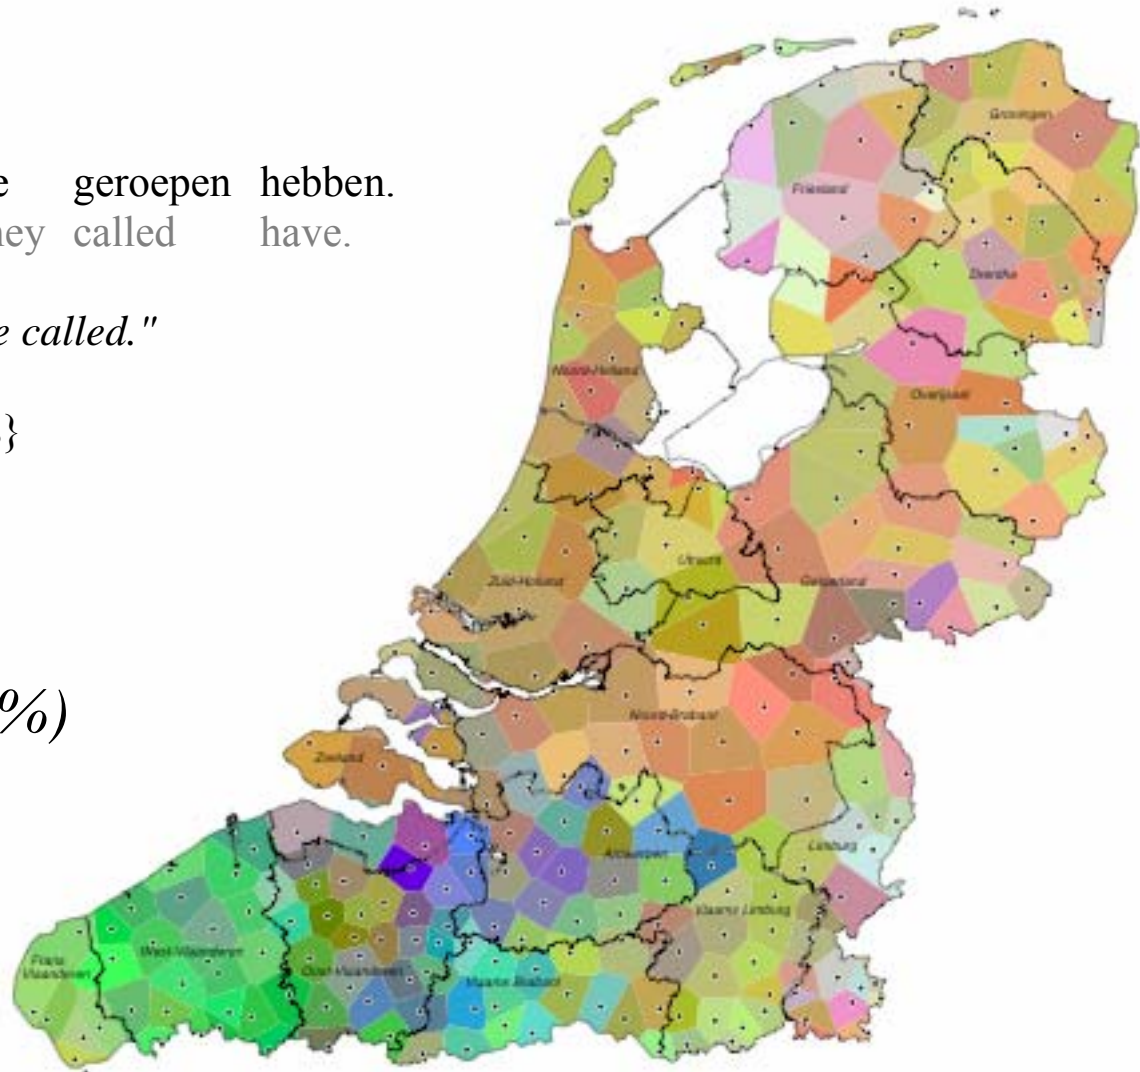 e geroepen hebben.
hey called have.
e called."
}
%)
Groningen
Friesland
Drenthe
Noord-Holland
Overijssel
Utrecht
Zuid-Holland
Gelderland
Noord-Brabant
Zeeland
Antwerpen
Limburg
Vlaams Limburg
West-Vlaanderen
Frans
Vlaanderen
Oost-Vlaanderen
Vlaams Brabant